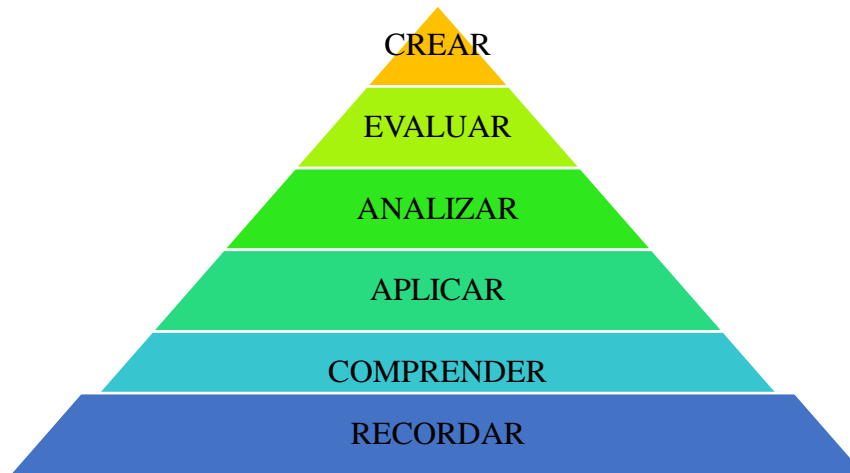 CREAR
EVALUAR
ANALIZAR
APLICAR
COMPRENDER
RECORDAR